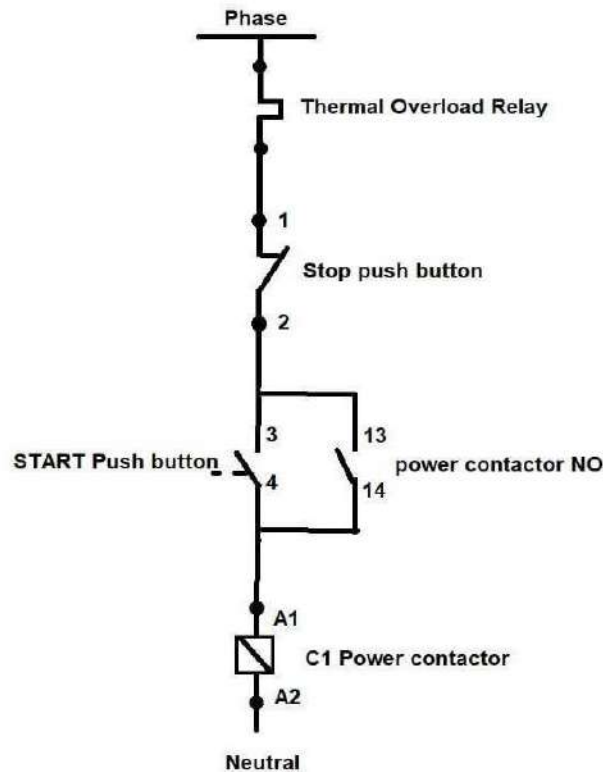 Phase
Thermal Overload Relay
1
Stop push button
2
3
13
START Push button
4
power contactor NO
14
A1
C1 Power contactor
A2
Neutral